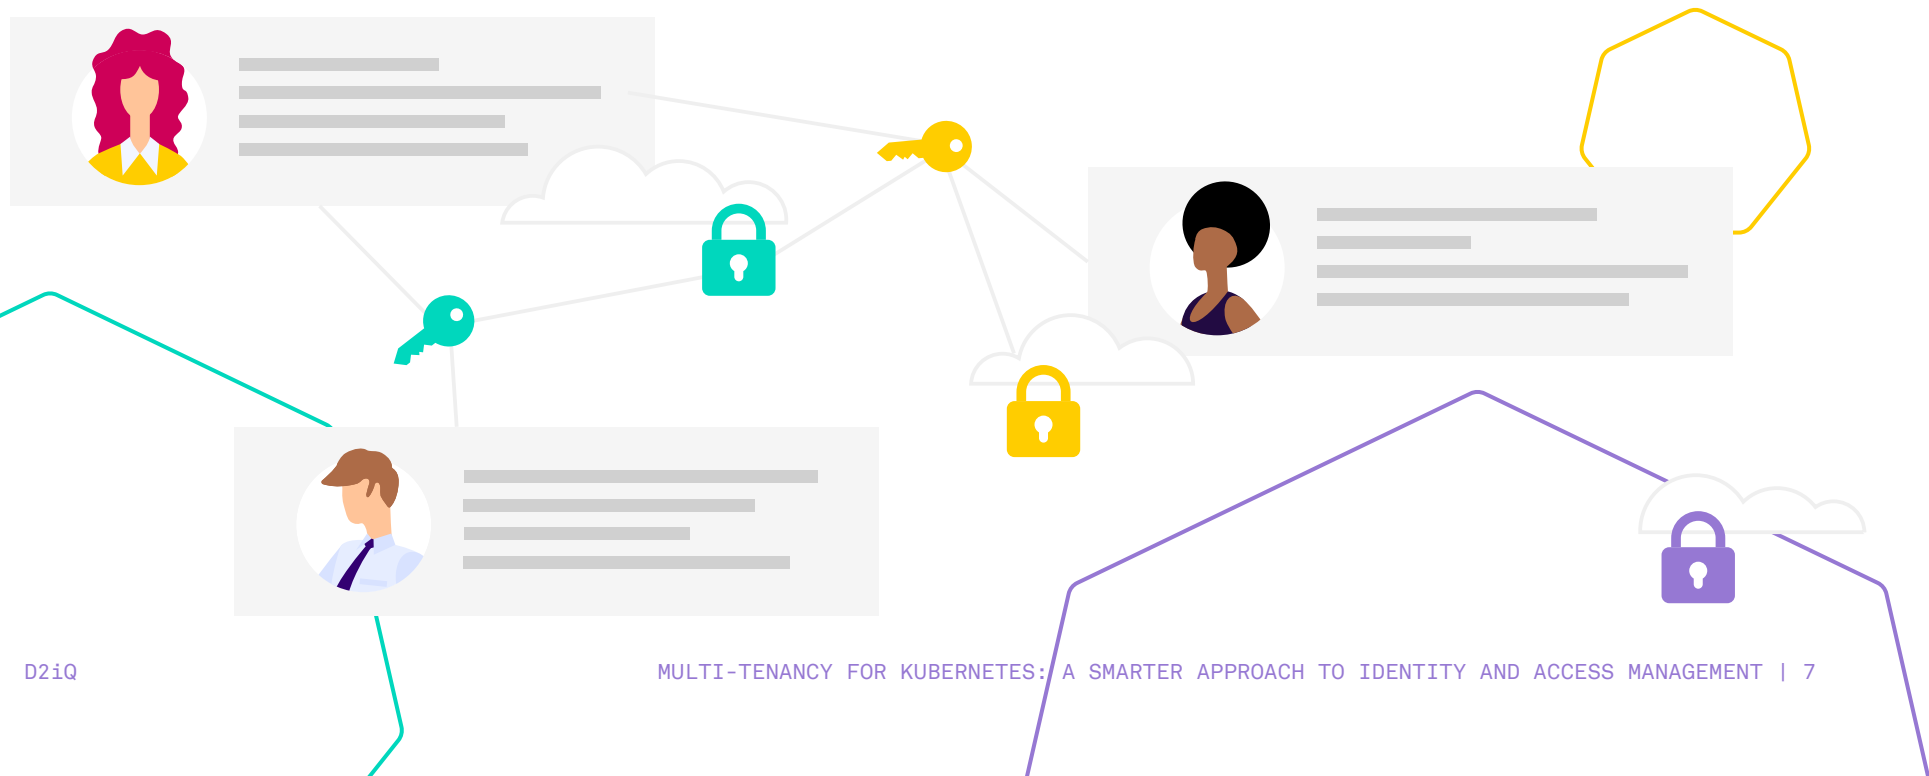 D2iQ
MULTI-TENANCY FOR KUBERNETES: A SMARTER APPROACH TO IDENTITY AND ACCESS MANAGEMENT | 7